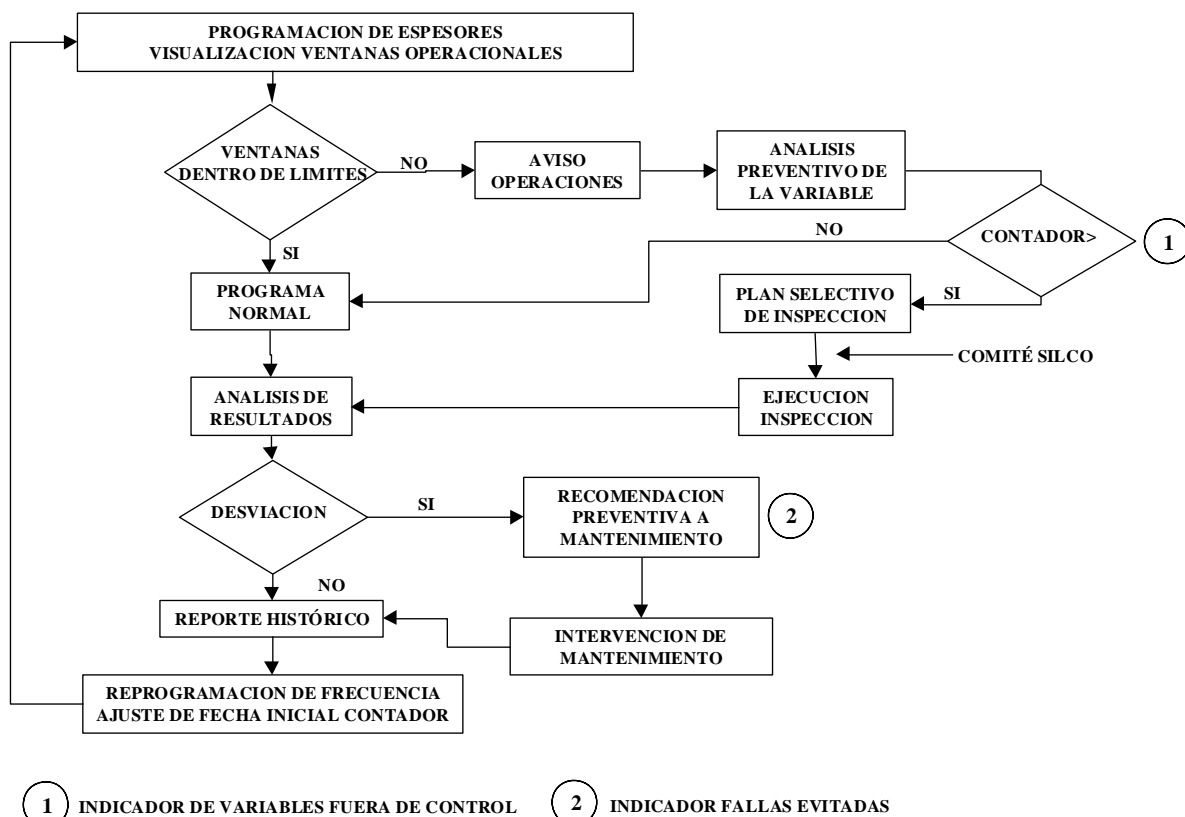 PROGRAMACION DE ESPESORES
VISUALIZACION VENTANAS OPERACIONALES
VENTANAS
DENTRO DE LIMITES
NO
AVISO
OPERACIONES
ANALISIS
PREVENTIVO DE
LA VARIABLE
CONTADOR>
1
NO
SI
SI
PROGRAMA
NORMAL
PLAN SELECTIVO
DE INSPECCION
COMITÉ SILCO
ANALISIS DE
RESULTADOS
EJECUCION
INSPECCION
DESVIACION
SI
RECOMENDACION
PREVENTIVA A
MANTENIMIENTO
2
NO
REPORTE HISTÓRICO
INTERVENCION DE
MANTENIMIENTO
REPROGRAMACION DE FRECUENCIA
AJUSTE DE FECHA INICIAL CONTADOR
1 INDICADOR DE VARIABLES FUERA DE CONTROL
2 INDICADOR FALLAS EVITADAS